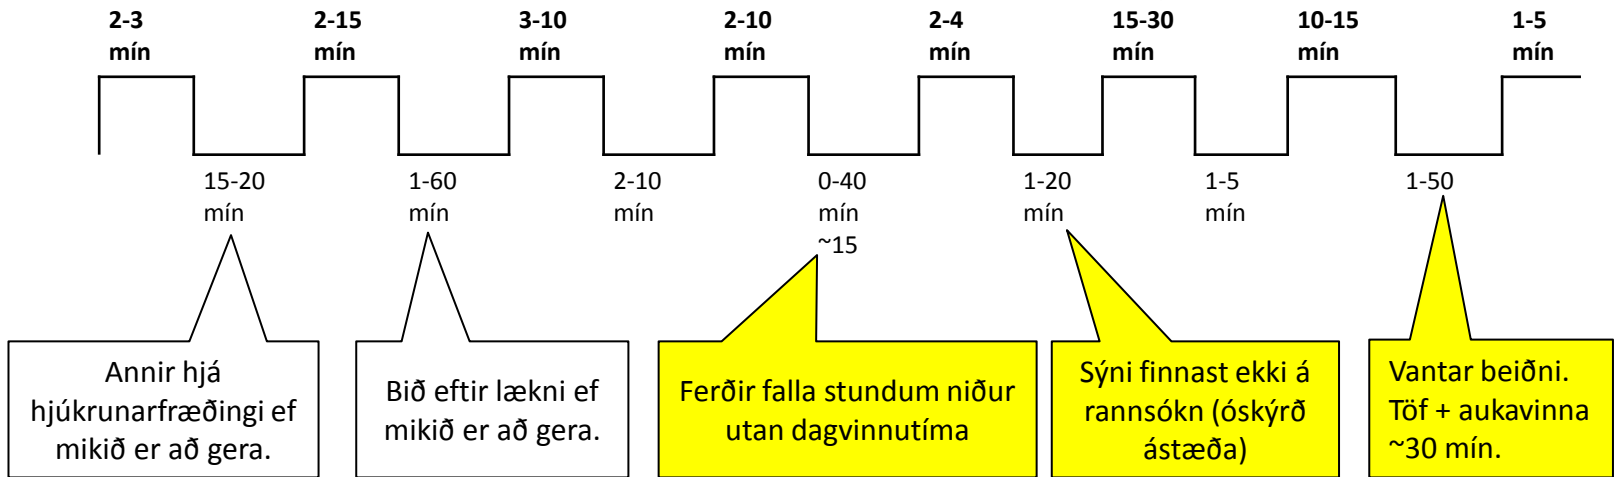 2-3
mín
2-15
mín
3-10
mín
2-10
mín
2-4
mín
15-30
mín
10-15
mín
1-5
mín
15-20
mín
1-60
mín
2-10
mín
0-40
mín
~15
1-20
mín
1-5
mín
1-50
Annir hjá
hjúkrunarfræðingi ef
mikið er að gera.
Bið eftir lækni ef
mikið er að gera.
Ferðir falla stundum niður
utan dagvinnutíma
Sýni finnast ekki á
rannsókn (óskýrð
ástæða)
Vantar beiðni.
Töf + aukavinna
~30 mín.